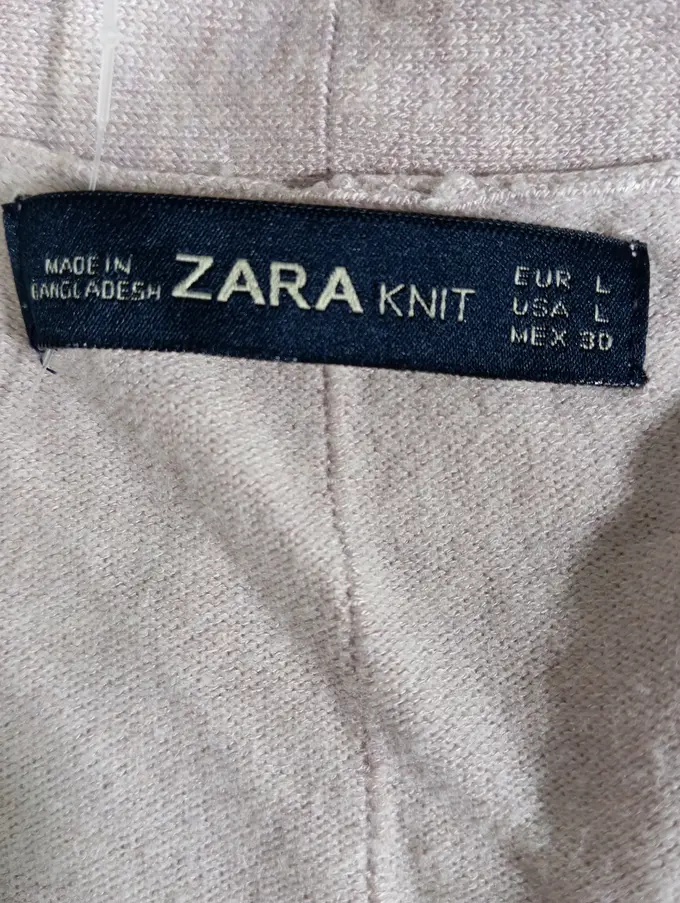 MADE IN
BANGLADESH
ZARA KNIT
EUR L
USA L
MEX 30